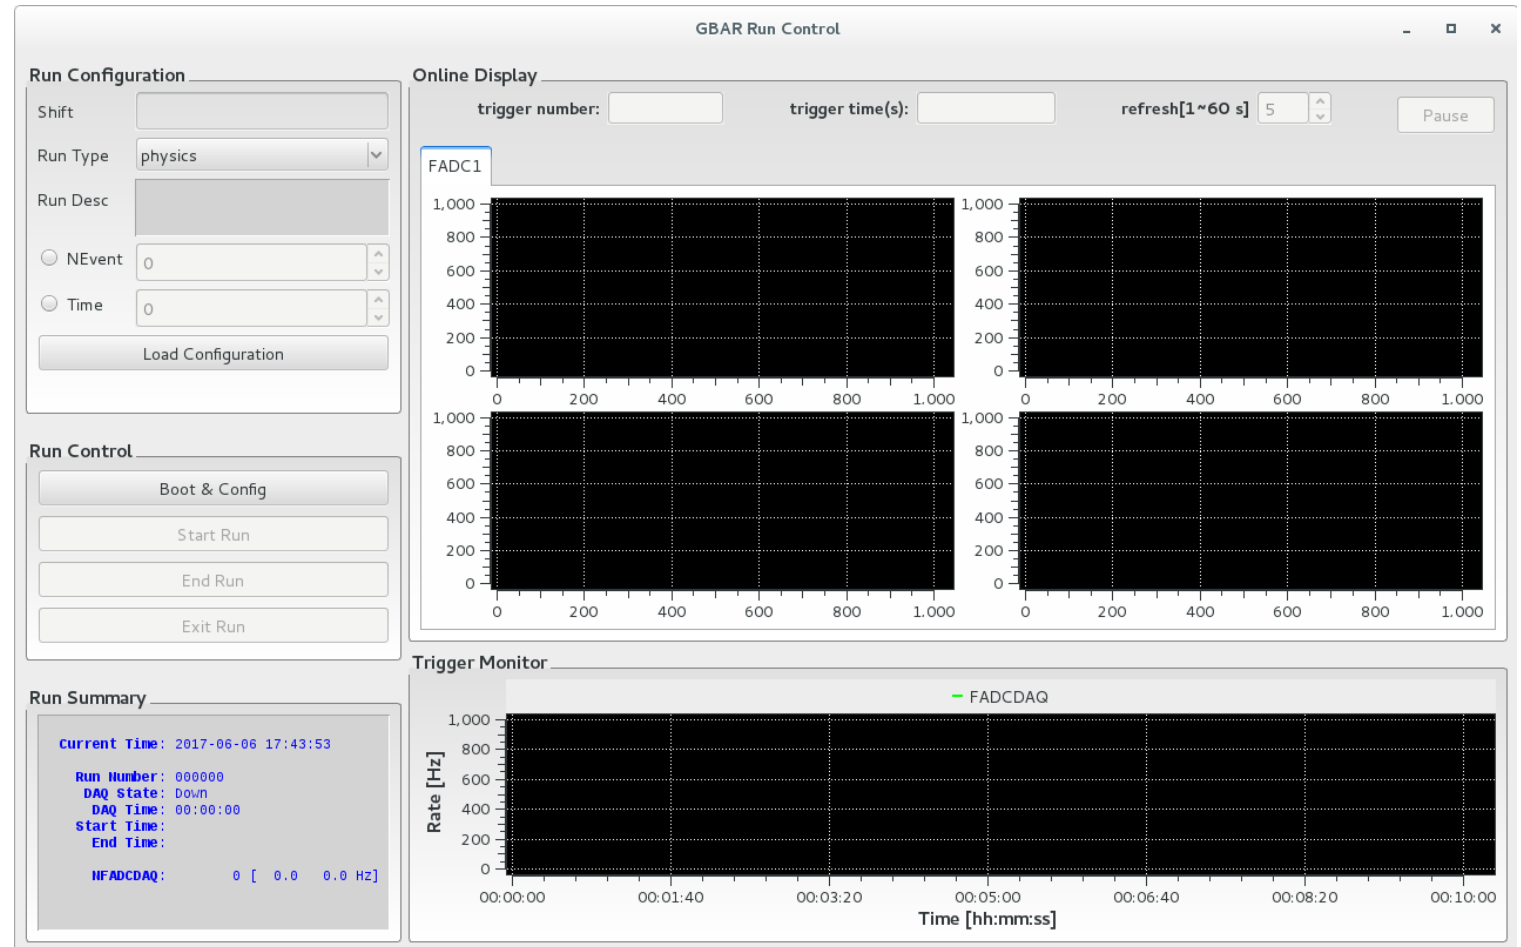 GBAR Run Control
Run Configuration
Shift
Run Type physics
Run Desc
NEvent 0
Time 0
Load Configuration
Run Control
Boot & Config
Start Run
End Run
Exit Run
Run Summary
Current Time: 2017-06-06 17:43:53
Run Number: 000000
DAQ State: Down
DAQ Time: 00:00:00
Start Time:
End Time:
NFADCDAQ: 0 [ 0.0 0.0 Hz]
Online Display
trigger number: trigger time(s): refresh[1~60 s] 5 Pause
FADC1
1,000
800
600
400
200
0
0 200 400 600 800 1.000
1,000
800
600
400
200
0
0 200 400 600 800 1.000
1,000
800
600
400
200
0
0 200 400 600 800 1.000
1,000
800
600
400
200
0
0 200 400 600 800 1.000
Trigger Monitor
FADCDAQ
Rate [Hz]
1,000
800
600
400
200
0
00:00:00 00:01:40 00:03:20 00:05:00 00:06:40 00:08:20 00:10:00
Time [hh:mm:ss]